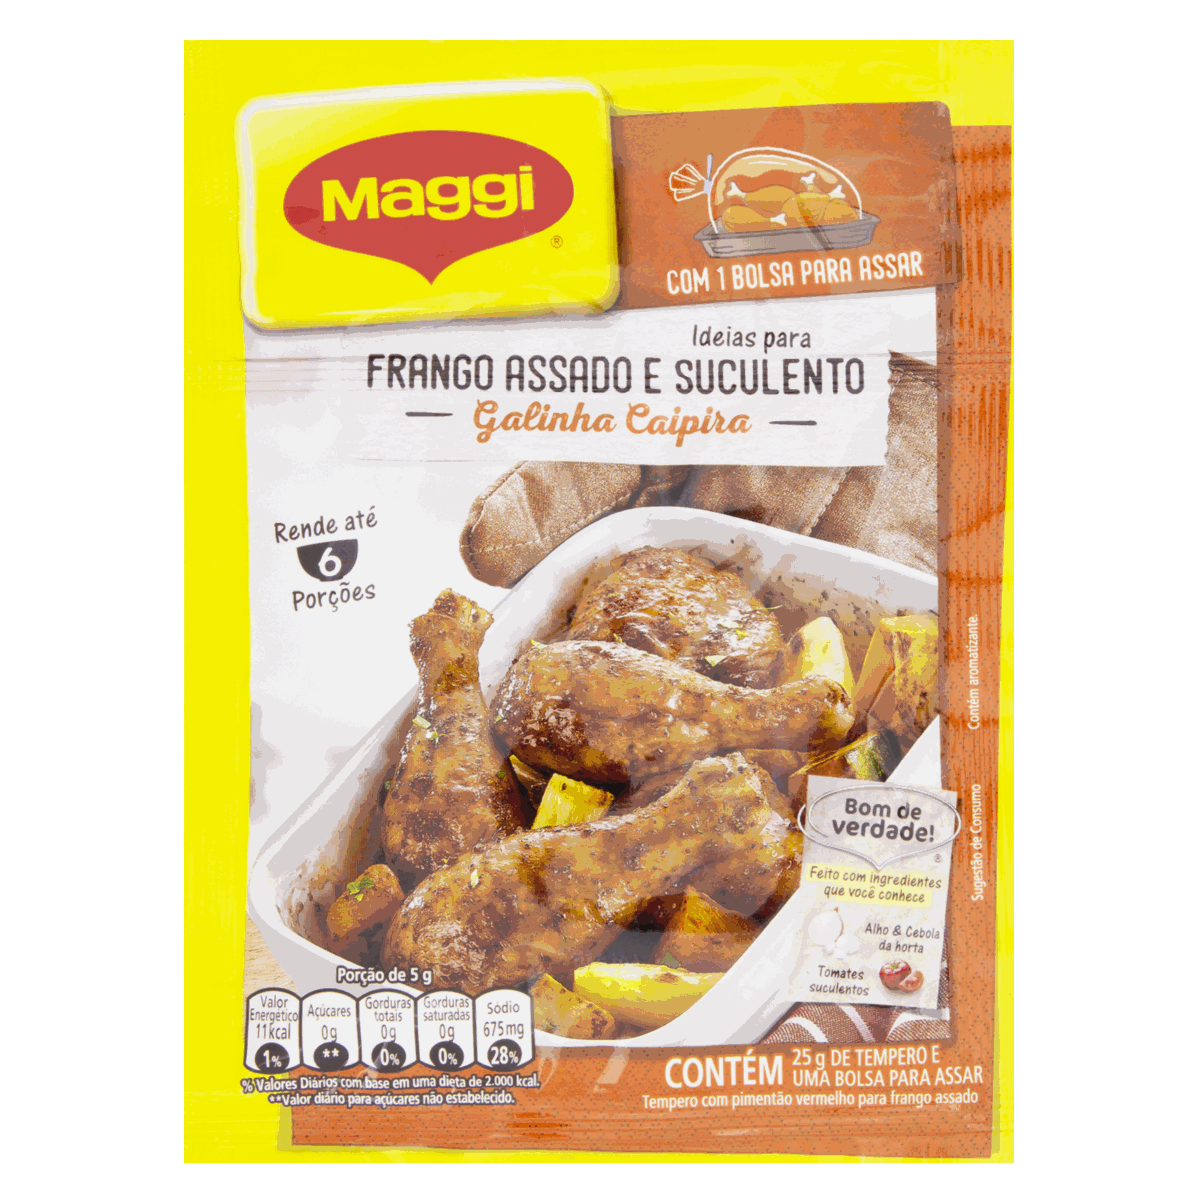 Maggi
®
COM 1 BOLSA PARA ASSAR
Ideias para
FRANGO ASSADO E SUCULENTO
Galinha Caipira
Rende até
6
Porções
Contém aromatizante.
Sugestão de Consumo
Bom de
verdade!
®
Feito com ingredientes
que você conhece
Alho & Cebola
da horta
Tomates
suculentos
Porção de 5 g
Valor
Energético
11kcal
1%
Açúcares
0g
**
Gorduras
totais
0g
0%
Gorduras
saturadas
0g
0%
Sódio
675mg
28%
% Valores Diários com base em uma dieta de 2.000 kcal.
**Valor diário para açúcares não estabelecido.
CONTÉM 25 g DE TEMPERO E
UMA BOLSA PARA ASSAR
Tempero com pimentão vermelho para frango assado